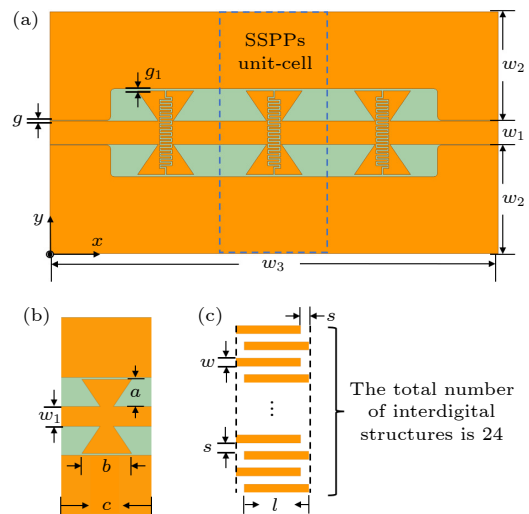 (a)
SSPPs
unit-cell
g₁
w₂
g
w₁
w₂
y
x
w₃
(b)
(c)
s
a
w
w₁
The total number
of interdigital
structures is 24
s
b
c
l